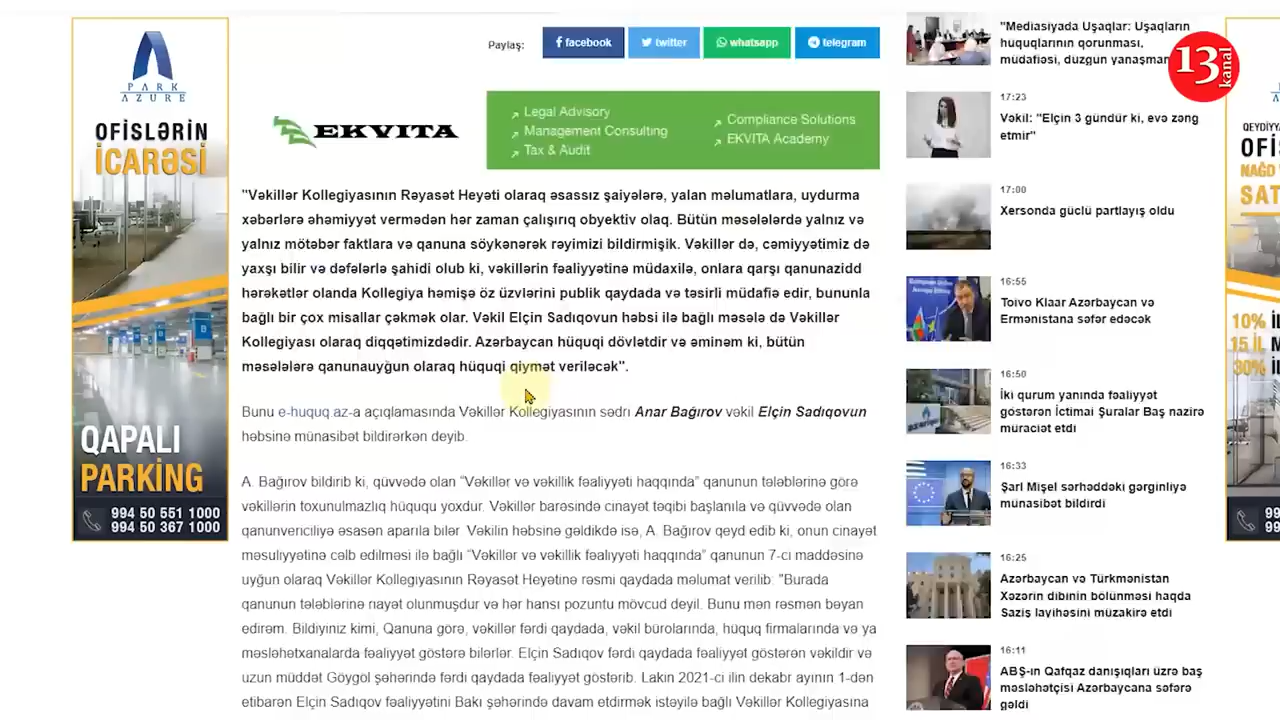 PARK
AZURE
OFİSLƏRİN
İCARƏSİ
QAPALI
PARKİNG
994 50 551 1000
994 50 367 1000
Paylaş:
facebook
twitter
whatsapp
telegram
EKVITA
Legal Advisory
Management Consulting
Tax & Audit
Compliance Solutions
EKVITA Academy
"Vəkillər Kollegiyasının Rəyasət Heyəti olaraq əsassız şaiyələrə, yalan məlumatlara, uydurma
xəbərlərə əhəmiyyət vermədən hər zaman çalışırıq obyektiv olaq. Bütün məsələlərdə yalnız və
yalnız mötəbər faktlara və qanuna söykənərək rəyimizi bildirmişik. Vəkillər də, cəmiyyətimiz də
yaxşı bilir və dəfələrlə şahidi olub ki, vəkillərin fəaliyyətinə müdaxilə, onlara qarşı qanunazidd
hərəkətlər olanda Kollegiya həmişə öz üzvlərini publik qaydada və təsirli müdafiə edir, bununla
bağlı bir çox misallar çəkmək olar. Vəkil Elçin Sadıqovun həbsi ilə bağlı məsələ də Vəkillər
Kollegiyası olaraq diqqətimizdədir. Azərbaycan hüquqi dövlətdir və əminəm ki, bütün
məsələlərə qanunauyğun olaraq hüquqi qiymət veriləcək".
Bunu e-huquq.az-a açıqlamasında Vəkillər Kollegiyasının sədri Anar Bağırov vəkil Elçin Sadıqovun
həbsinə münasibət bildirərkən deyib.
A. Bağırov bildirib ki, qüvvədə olan “Vəkillər və vəkillik fəaliyyəti haqqında” qanunun tələblərinə görə
vəkillərin toxunulmazlıq hüququ yoxdur. Vəkillər barəsində cinayət təqibi başlanıla və qüvvədə olan
qanunvericiliyə əsasən aparıla bilər. Vəkilin həbsinə gəldikdə isə, A. Bağırov qeyd edib ki, onun cinayət
məsuliyyətinə cəlb edilməsi ilə bağlı “Vəkillər və vəkillik fəaliyyəti haqqında” qanunun 7-ci maddəsinə
uyğun olaraq Vəkillər Kollegiyasının Rəyasət Heyətinə rəsmi qaydada məlumat verilib: "Burada
qanunun tələblərinə riayət olunmuşdur və hər hansı pozuntu mövcud deyil. Bunu mən rəsmən bəyan
edirəm. Bildiyiniz kimi, Qanuna görə, vəkillər fərdi qaydada, vəkil bürolarında, hüquq firmalarında və ya
məsləhətxanalarda fəaliyyət göstərə bilərlər. Elçin Sadıqov fərdi qaydada fəaliyyət göstərən vəkildir və
uzun müddət Göygöl şəhərində fərdi qaydada fəaliyyət göstərib. Lakin 2021-ci ilin dekabr ayının 1-dən
etibarən Elçin Sadıqov fəaliyyətini Bakı şəhərində davam etdirmək istəyilə bağlı Vəkillər Kollegiyasına
"Mediasiyada Uşaqlar: Uşaqların
hüquqlarının qorunması,
müdafiəsi, düzgün
17:23
Vəkil: "Elçin 3 gündür ki, evə zəng
etmir"
17:00
Xersonda güclü partlayış oldu
16:55
Toivo Klaar Azərbaycan və
Ermənistana səfər edəcək
16:50
İki qurum yanında fəaliyyət
göstərən İctimai Şuralar Baş nazirə
müraciət etdi
16:33
Şarl Mişel sərhəddəki gərginliyə
münasibət bildirdi
16:25
Azərbaycan və Türkmənistan
Xəzərin dibinin bölünməsi haqda
Saziş layihəsini müzakirə etdi
16:11
ABŞ-ın Qafqaz danışıqları üzrə baş
məsləhətçisi Azərbaycana səfərə
gəldi
13 kanal
10%
15 İL
30%